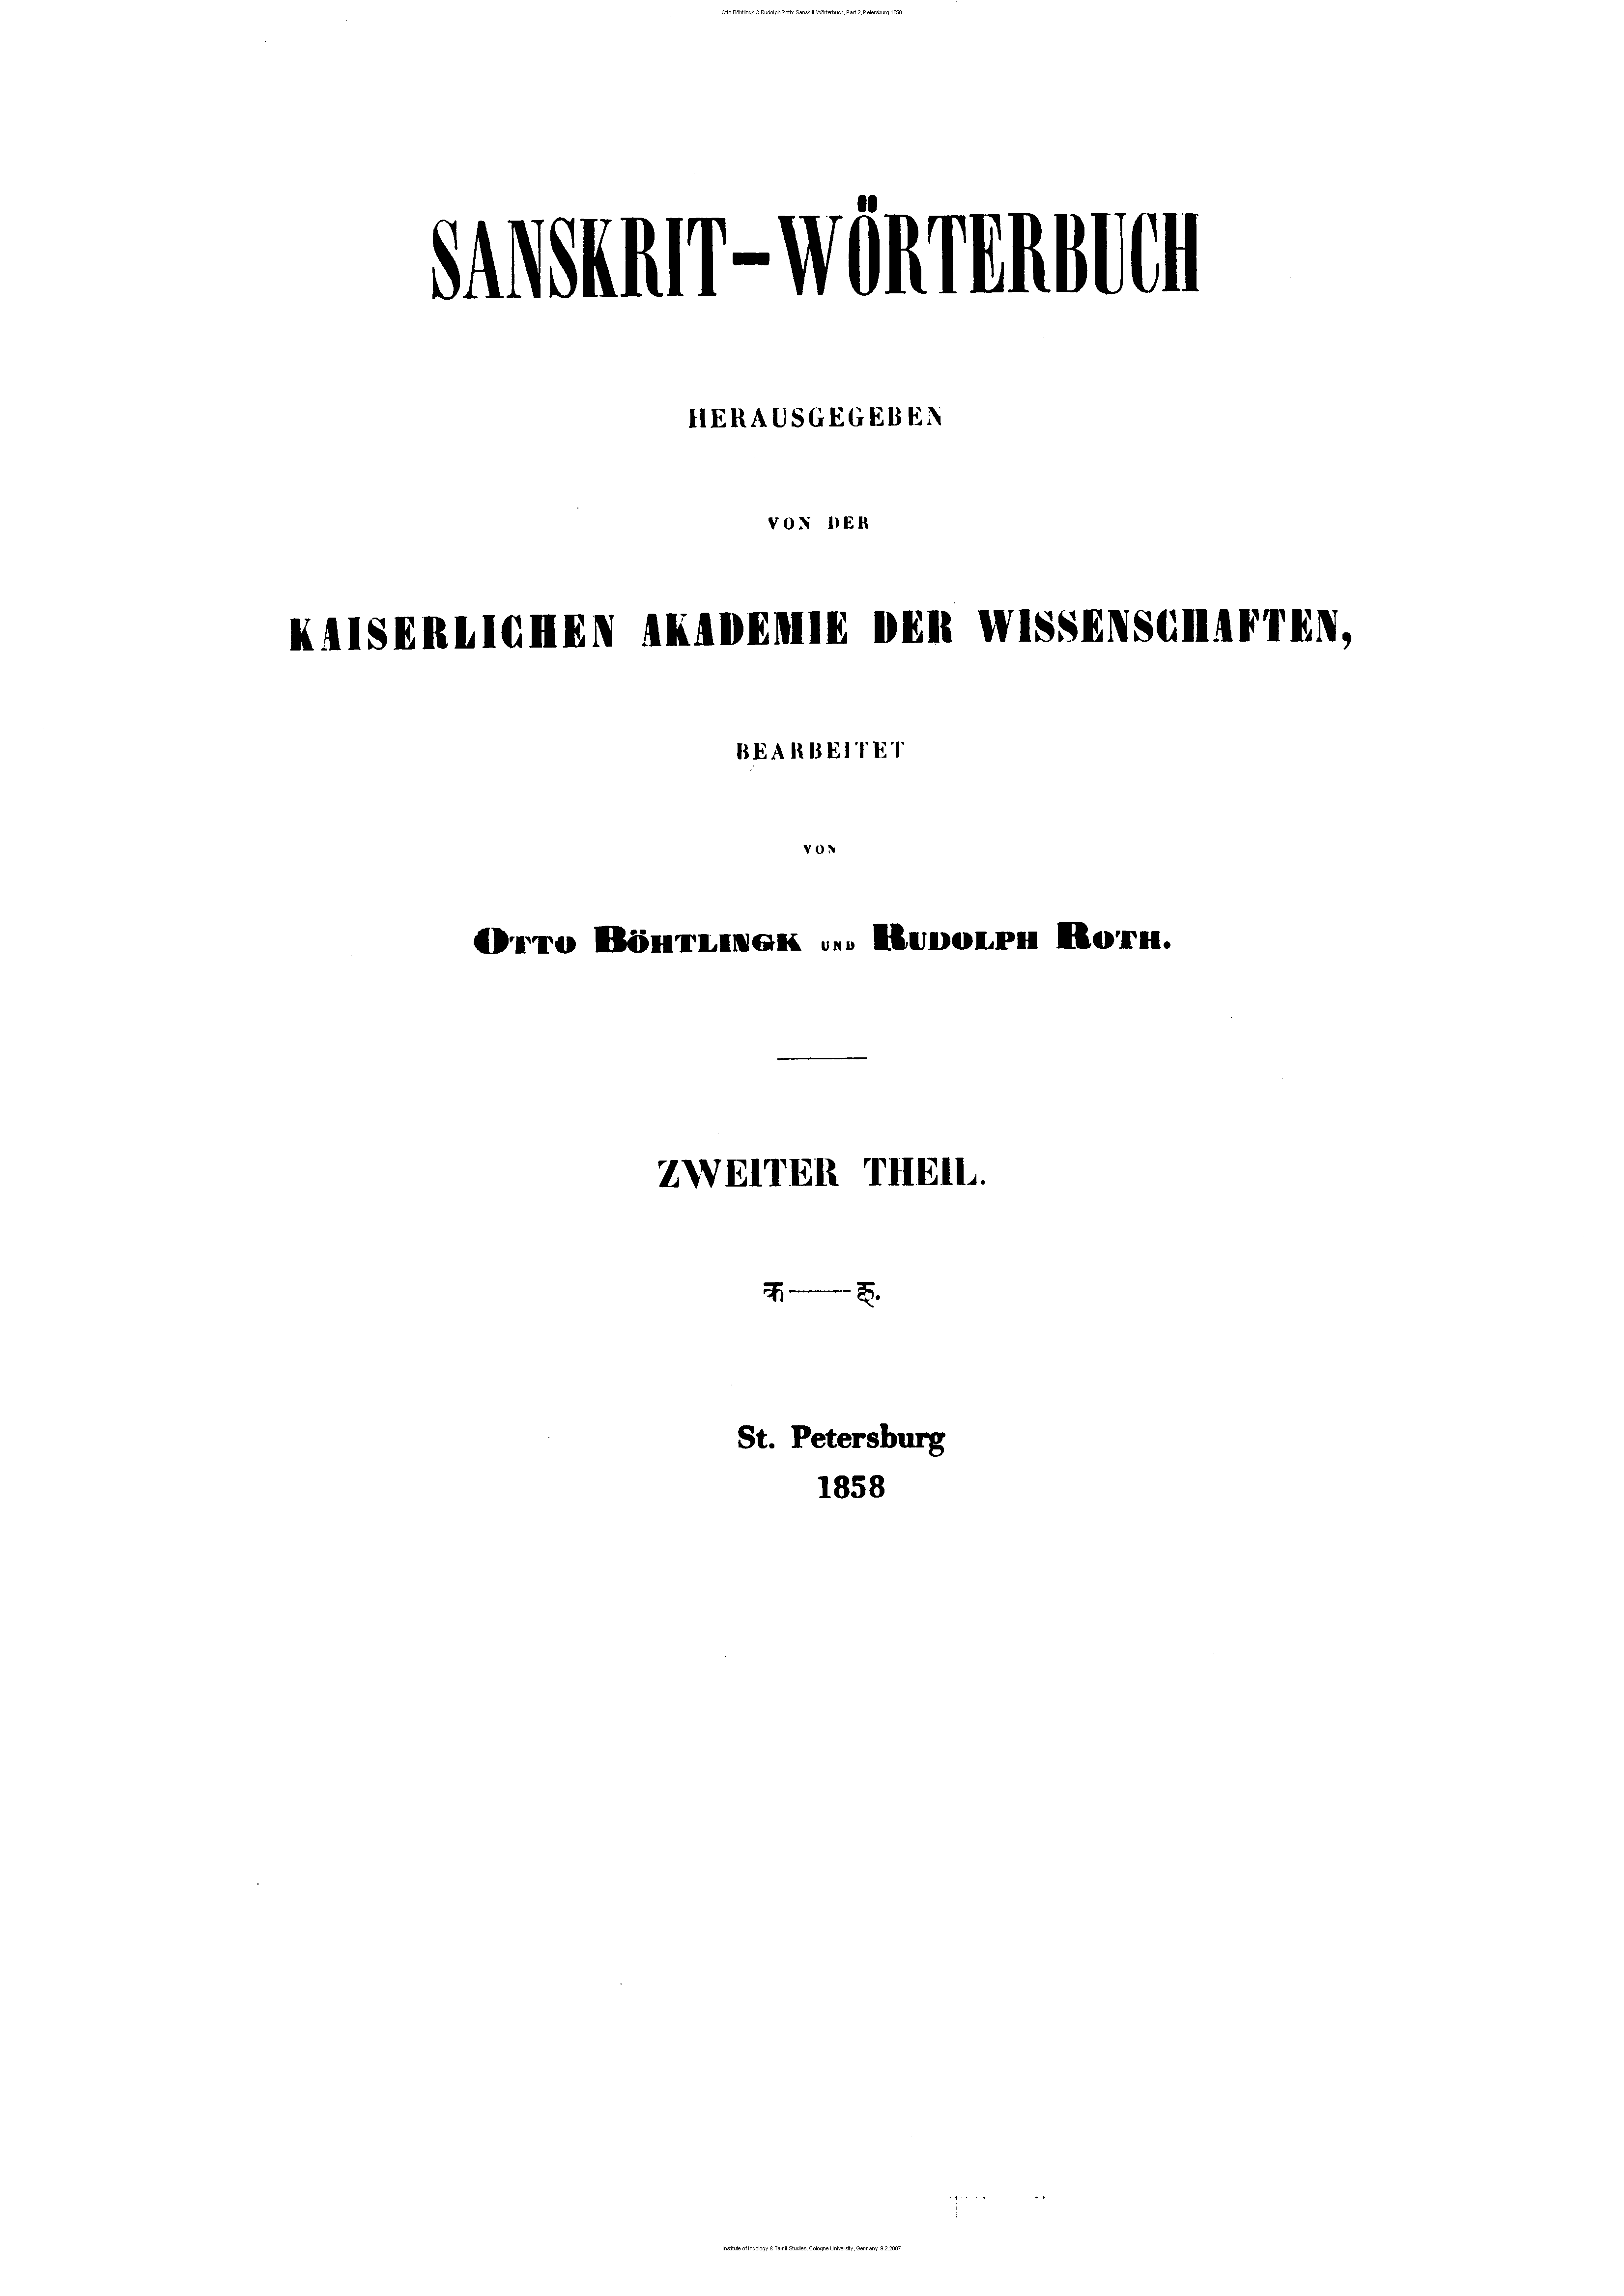 Otto Böhtlingk & Rudolph Roth: Sanskrit-Wörterbuch, Part 2, Petersburg 1858
SANSKRIT-WÖRTERBUCH
HERAUSGEGEBEN
VON DER
KAISERLICHEN AKADEMIE DER WISSENSCHAFTEN,
BEARBEITET
VON
OTTO BÖHTLINGK UND RUDOLPH ROTH.
ZWEITER THEIL.
क——छ.
St. Petersburg
1858
Institute of Indology & Tamil Studies, Cologne University, Germany 9.2.2007